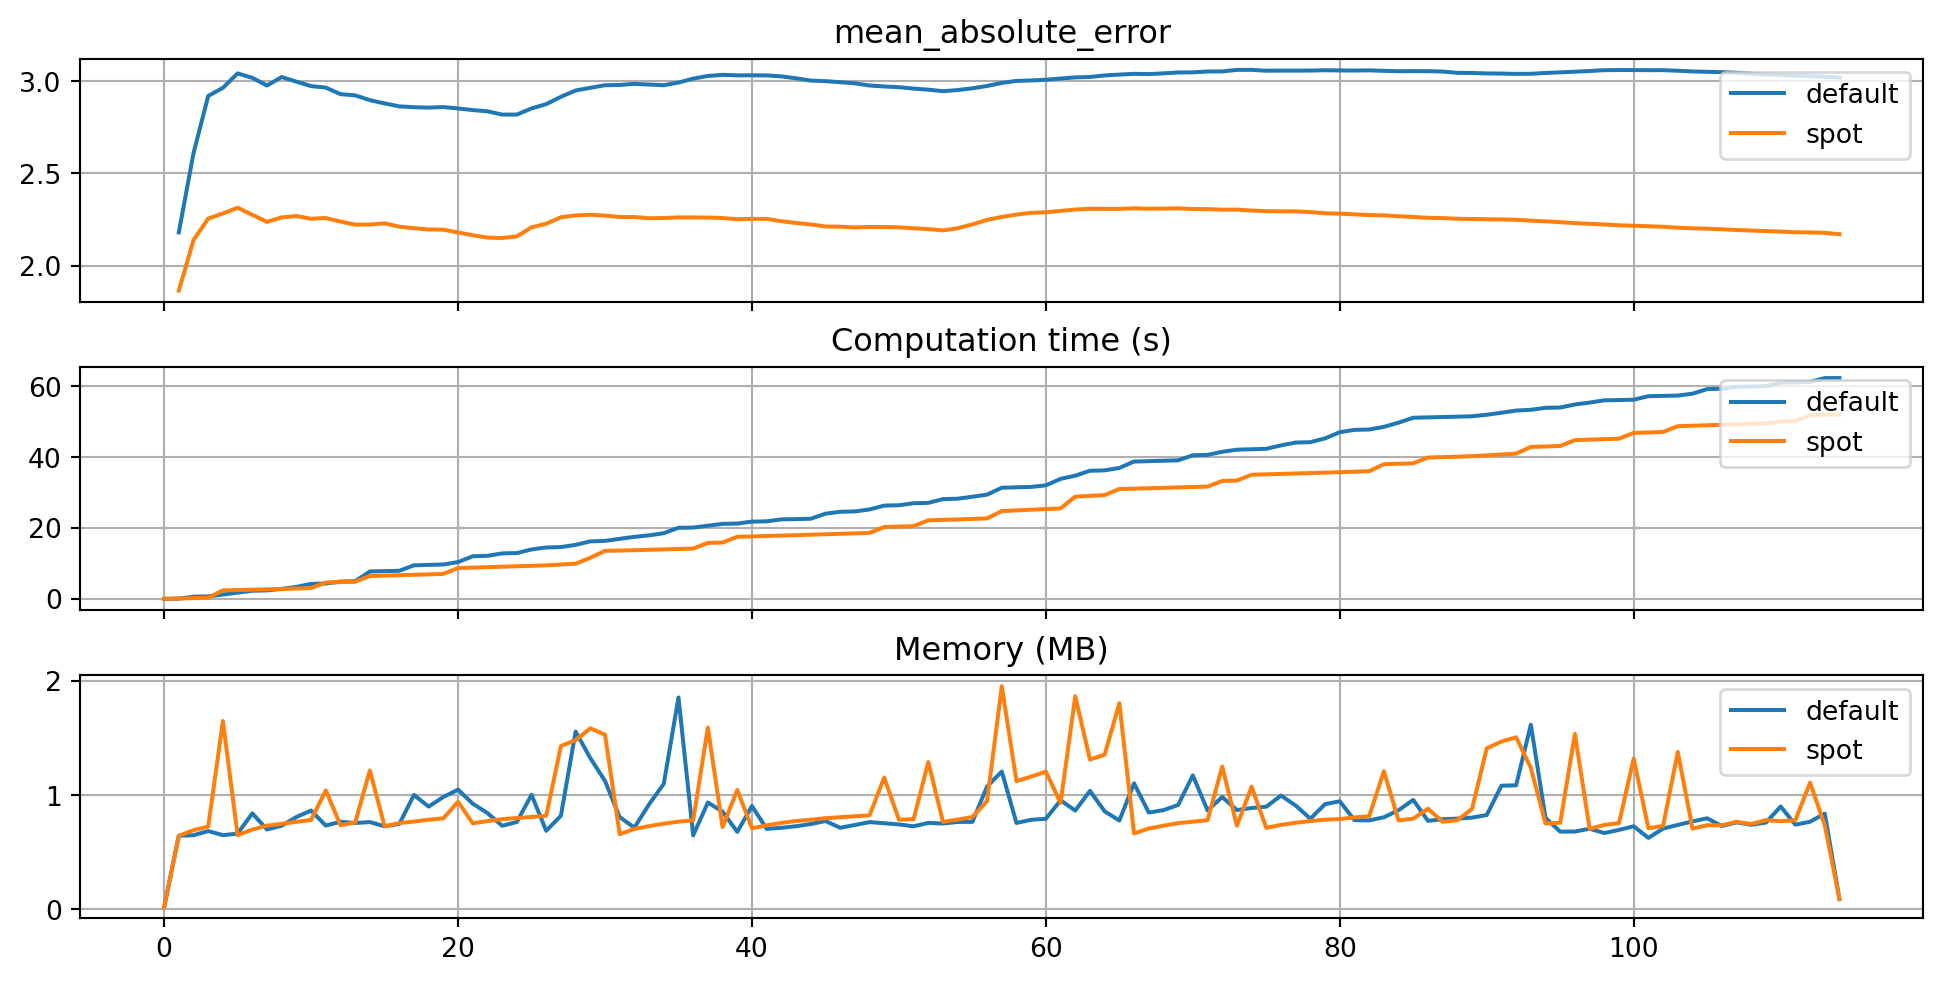 mean_absolute_error
3.0
2.5
2.0
default
spot
Computation time (s)
60
40
20
0
default
spot
Memory (MB)
2
1
0
default
spot
0 20 40 60 80 100